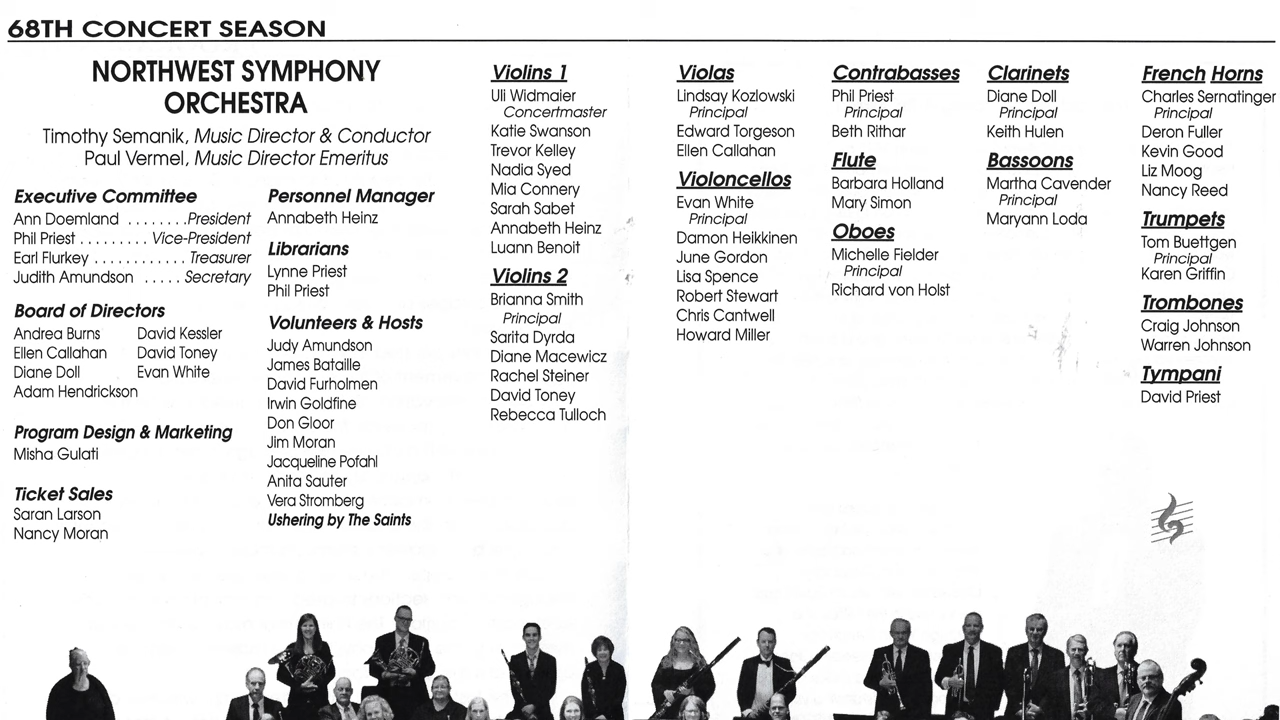 68TH CONCERT SEASON
NORTHWEST SYMPHONY
ORCHESTRA
Timothy Semanik, Music Director & Conductor
Paul Vermel, Music Director Emeritus
Executive Committee
Ann Doemland ........President
Phil Priest ......... Vice-President
Earl Flurkey ............ Treasurer
Judith Amundson ..... Secretary
Board of Directors
Andrea Burns
Ellen Callahan
Diane Doll
Adam Hendrickson
David Kessler
David Toney
Evan White
Program Design & Marketing
Misha Gulati
Ticket Sales
Saran Larson
Nancy Moran
Personnel Manager
Annabeth Heinz
Librarians
Lynne Priest
Phil Priest
Volunteers & Hosts
Judy Amundson
James Bataille
David Furholmen
Irwin Goldfine
Don Gloor
Jim Moran
Jacqueline Pofahl
Anita Sauter
Vera Stromberg
Ushering by The Saints
Violins 1
Uli Widmaier
Concertmaster
Katie Swanson
Trevor Kelley
Nadia Syed
Mia Connery
Sarah Sabet
Annabeth Heinz
Luann Benoit
Violins 2
Brianna Smith
Principal
Sarita Dyrda
Diane Macewicz
Rachel Steiner
David Toney
Rebecca Tulloch
Violas
Lindsay Kozlowski
Principal
Edward Torgeson
Ellen Callahan
Violoncellos
Evan White
Principal
Damon Heikkinen
June Gordon
Lisa Spence
Robert Stewart
Chris Cantwell
Howard Miller
Contrabasses
Phil Priest
Principal
Beth Rithar
Flute
Barbara Holland
Mary Simon
Oboes
Michelle Fielder
Principal
Richard von Holst
Clarinets
Diane Doll
Principal
Keith Hulen
Bassoons
Martha Cavender
Principal
Maryann Loda
French Horns
Charles Sernatinger
Principal
Deron Fuller
Kevin Good
Liz Moog
Nancy Reed
Trumpets
Tom Buettgen
Principal
Karen Griffin
Trombones
Craig Johnson
Warren Johnson
Tympani
David Priest